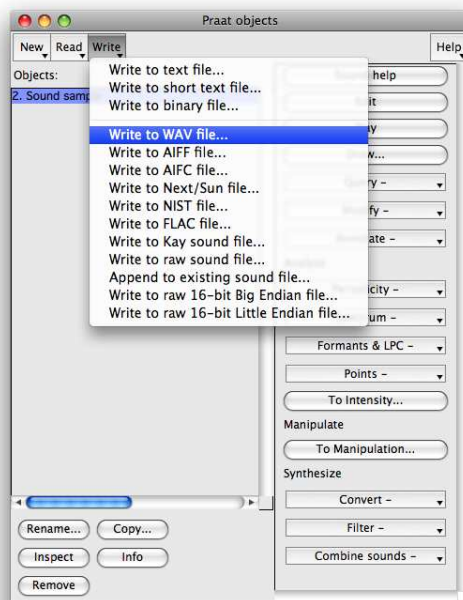 Praat objects
New Read Write Help
Objects:
2. Sound samp
Write to text file...
Write to short text file...
Write to binary file...
Write to WAV file...
Write to AIFF file...
Write to AIFC file...
Write to Next/Sun file...
Write to NIST file...
Write to FLAC file...
Write to Kay sound file...
Write to raw sound file...
Append to existing sound file...
Write to raw 16-bit Big Endian file...
Write to raw 16-bit Little Endian file...
help
Formants & LPC -
Points -
To Intensity...
Manipulate
To Manipulation...
Synthesize
Convert -
Filter -
Combine sounds -
Rename... Copy...
Inspect Info
Remove